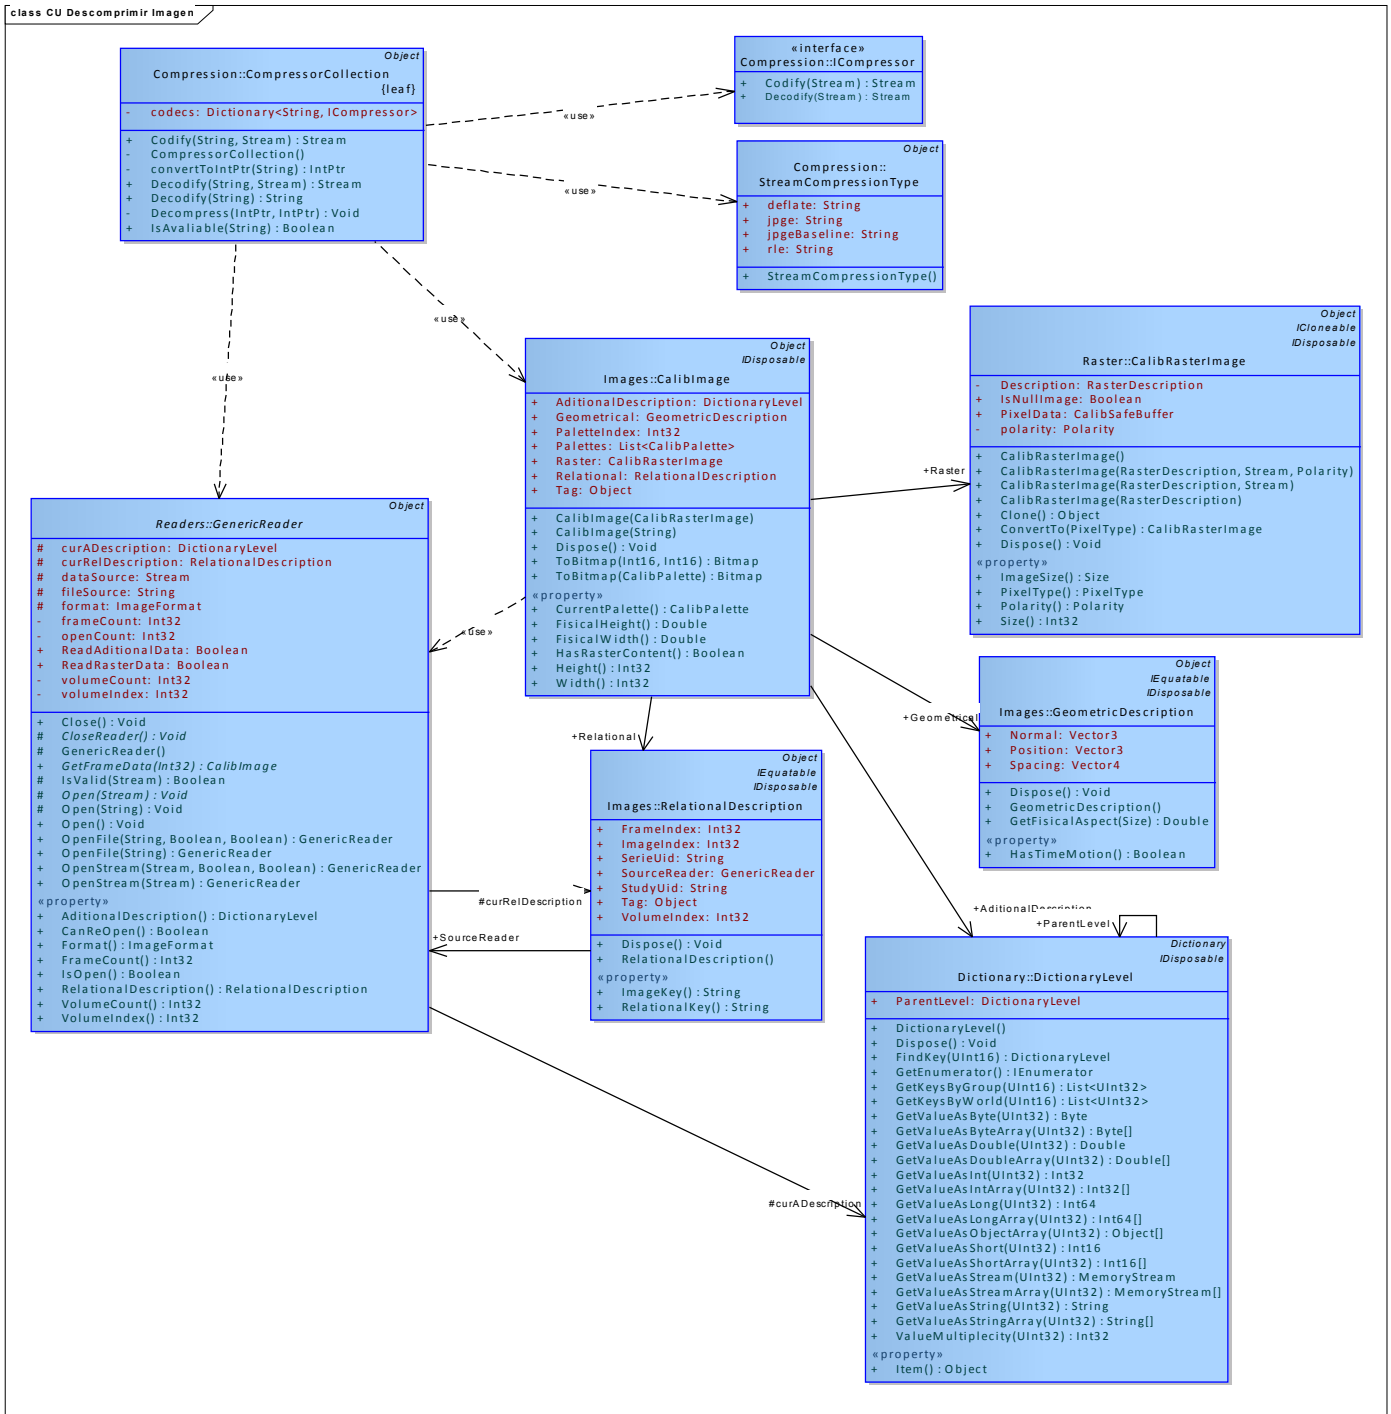 class CU Descomprimir Imagen
Object
Compression::CompressorCollection
{leaf}
- codecs: Dictionary<String, ICompressor>
+ Codify(String, Stream) : Stream
- CompressorCollection()
- convertToIntPtr(String) : IntPtr
+ Decodify(String, Stream) : Stream
+ Decodify(String) : String
- Decompress(IntPtr, IntPtr) : Void
+ IsAvaliable(String) : Boolean
«interface»
Compression::ICompressor
+ Codify(Stream) : Stream
+ Decodify(Stream) : Stream
«use»
Object
Compression::
StreamCompressionType
+ deflate: String
+ jpge: String
+ jpgeBaseline: String
+ rle: String
+ StreamCompressionType()
«use»
«use»
«use»
Object
IDisposable
Images::CalibImage
+ AditionalDescription: DictionaryLevel
+ Geometrical: GeometricDescription
+ PaletteIndex: Int32
+ Palettes: List<CalibPalette>
+ Raster: CalibRasterImage
+ Relational: RelationalDescription
+ Tag: Object
+ CalibImage(CalibRasterImage)
+ CalibImage(String)
+ Dispose() : Void
+ ToBitmap(Int16, Int16) : Bitmap
+ ToBitmap(CalibPalette) : Bitmap
«property»
+ CurrentPalette() : CalibPalette
+ FisicalHeight() : Double
+ FisicalWidth() : Double
+ HasRasterContent() : Boolean
+ Height() : Int32
+ Width() : Int32
Object
ICloneable
IDisposable
Raster::CalibRasterImage
- Description: RasterDescription
+ IsNullImage: Boolean
+ PixelData: CalibSafeBuffer
- polarity: Polarity
+ CalibRasterImage()
+ CalibRasterImage(RasterDescription, Stream, Polarity)
+ CalibRasterImage(RasterDescription, Stream)
+ CalibRasterImage(RasterDescription)
+ Clone() : Object
+ ConvertTo(PixelType) : CalibRasterImage
+ Dispose() : Void
«property»
+ ImageSize() : Size
+ PixelType() : PixelType
+ Polarity() : Polarity
+ Size() : Int32
+Raster
Object
Readers::GenericReader
# curADescription: DictionaryLevel
# curRelDescription: RelationalDescription
# dataSource: Stream
# fileSource: String
# format: ImageFormat
- frameCount: Int32
- openCount: Int32
+ ReadAditionalData: Boolean
+ ReadRasterData: Boolean
- volumeCount: Int32
- volumeIndex: Int32
+ Close() : Void
# CloseReader() : Void
# GenericReader()
+ GetFrameData(Int32) : CalibImage
# IsValid(Stream) : Boolean
# Open(Stream) : Void
# Open(String) : Void
+ Open() : Void
+ OpenFile(String, Boolean, Boolean) : GenericReader
+ OpenFile(String) : GenericReader
+ OpenStream(Stream, Boolean, Boolean) : GenericReader
+ OpenStream(Stream) : GenericReader
«property»
+ AditionalDescription() : DictionaryLevel
+ CanReOpen() : Boolean
+ Format() : ImageFormat
+ FrameCount() : Int32
+ IsOpen() : Boolean
+ RelationalDescription() : RelationalDescription
+ VolumeCount() : Int32
+ VolumeIndex() : Int32
«use»
+Geometrical
Object
IEquatable
IDisposable
Images::GeometricDescription
+ Normal: Vector3
+ Position: Vector3
+ Spacing: Vector4
+ Dispose() : Void
+ GeometricDescription()
+ GetFisicalAspect(Size) : Double
«property»
+ HasTimeMotion() : Boolean
+Relational
Object
IEquatable
IDisposable
Images::RelationalDescription
+ FrameIndex: Int32
+ ImageIndex: Int32
+ SerieUid: String
+ SourceReader: GenericReader
+ StudyUid: String
+ Tag: Object
+ VolumeIndex: Int32
+ Dispose() : Void
+ RelationalDescription()
«property»
+ ImageKey() : String
+ RelationalKey() : String
#curRelDescription
+SourceReader
+AditionalDescription
+ParentLevel
#curADescription
Dictionary
IDisposable
Dictionary::DictionaryLevel
+ ParentLevel: DictionaryLevel
+ DictionaryLevel()
+ Dispose() : Void
+ FindKey(UInt16) : DictionaryLevel
+ GetEnumerator() : IEnumerator
+ GetKeysByGroup(UInt16) : List<UInt32>
+ GetKeysByWorld(UInt16) : List<UInt32>
+ GetValueAsByte(UInt32) : Byte
+ GetValueAsByteArray(UInt32) : Byte[]
+ GetValueAsDouble(UInt32) : Double
+ GetValueAsDoubleArray(UInt32) : Double[]
+ GetValueAsInt(UInt32) : Int32
+ GetValueAsIntArray(UInt32) : Int32[]
+ GetValueAsLong(UInt32) : Int64
+ GetValueAsLongArray(UInt32) : Int64[]
+ GetValueAsObjectArray(UInt32) : Object[]
+ GetValueAsShort(UInt32) : Int16
+ GetValueAsShortArray(UInt32) : Int16[]
+ GetValueAsStream(UInt32) : MemoryStream
+ GetValueAsStreamArray(UInt32) : MemoryStream[]
+ GetValueAsString(UInt32) : String
+ GetValueAsStringArray(UInt32) : String[]
+ ValueMultiplecity(UInt32) : Int32
«property»
+ Item() : Object